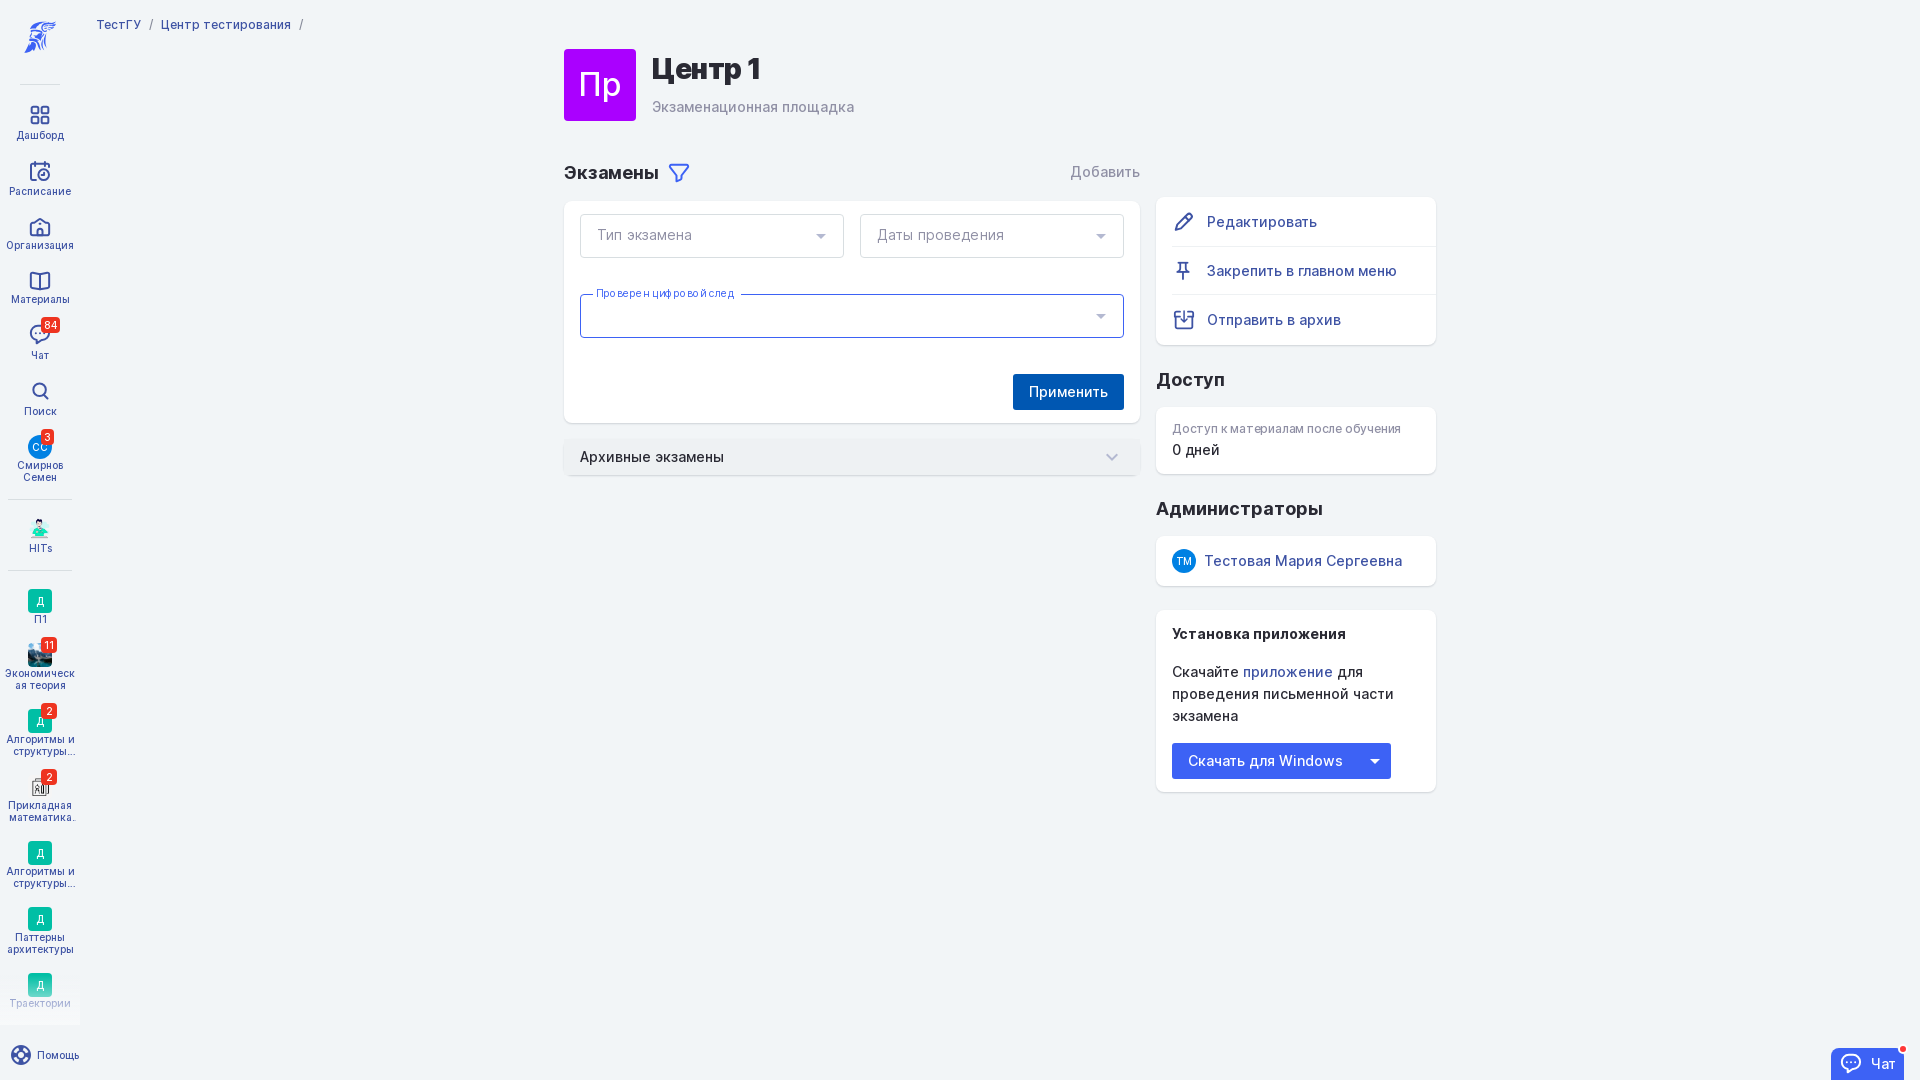 ТестГУ / Центр тестирования /
Пр
Центр 1
Экзаменационная площадка
Дашборд
Расписание
Организация
Материалы
84
Чат
Поиск
СС
3
Смирнов
Семен
HITs
Д
П1
11
Экономическ
ая теория
Д
2
Алгоритмы и
структуры...
2
Прикладная
математика.
Д
Алгоритмы и
структуры...
Д
Паттерны
архитектуры
Д
Траектории
Помощь
Экзамены
Добавить
Тип экзамена
Даты проведения
Проверен цифровой след
Применить
Архивные экзамены
Редактировать
Закрепить в главном меню
Отправить в архив
Доступ
Доступ к материалам после обучения
0 дней
Администраторы
ТМ
Тестовая Мария Сергеевна
Установка приложения
Скачайте приложение для
проведения письменной части
экзамена
Скачать для Windows
Чат